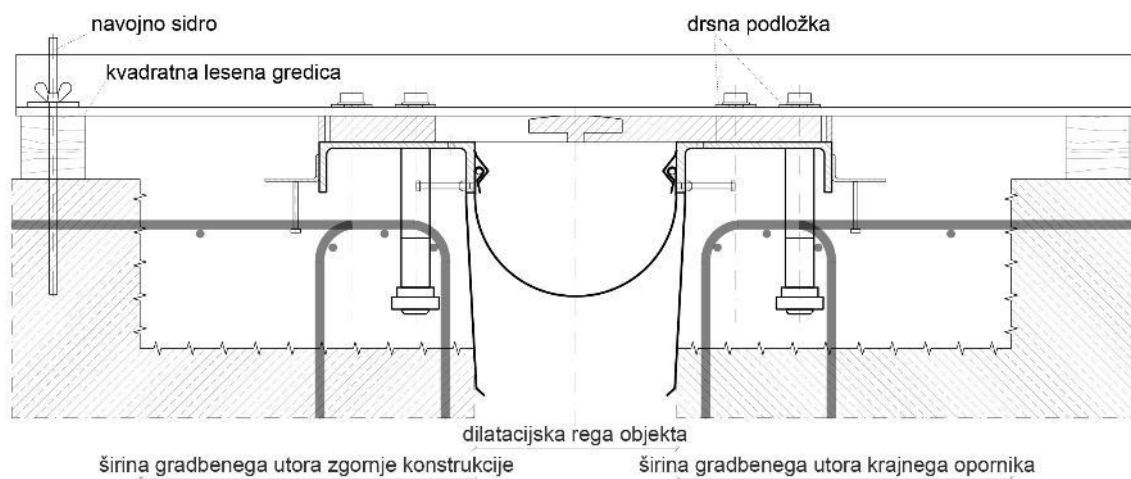 navojno sidro
drsna podložka
kvadratna lesena gredica
dilatacijska rega objekta
širina gradbenega utora zgornje konstrukcije
širina gradbenega utora krajnega opornika